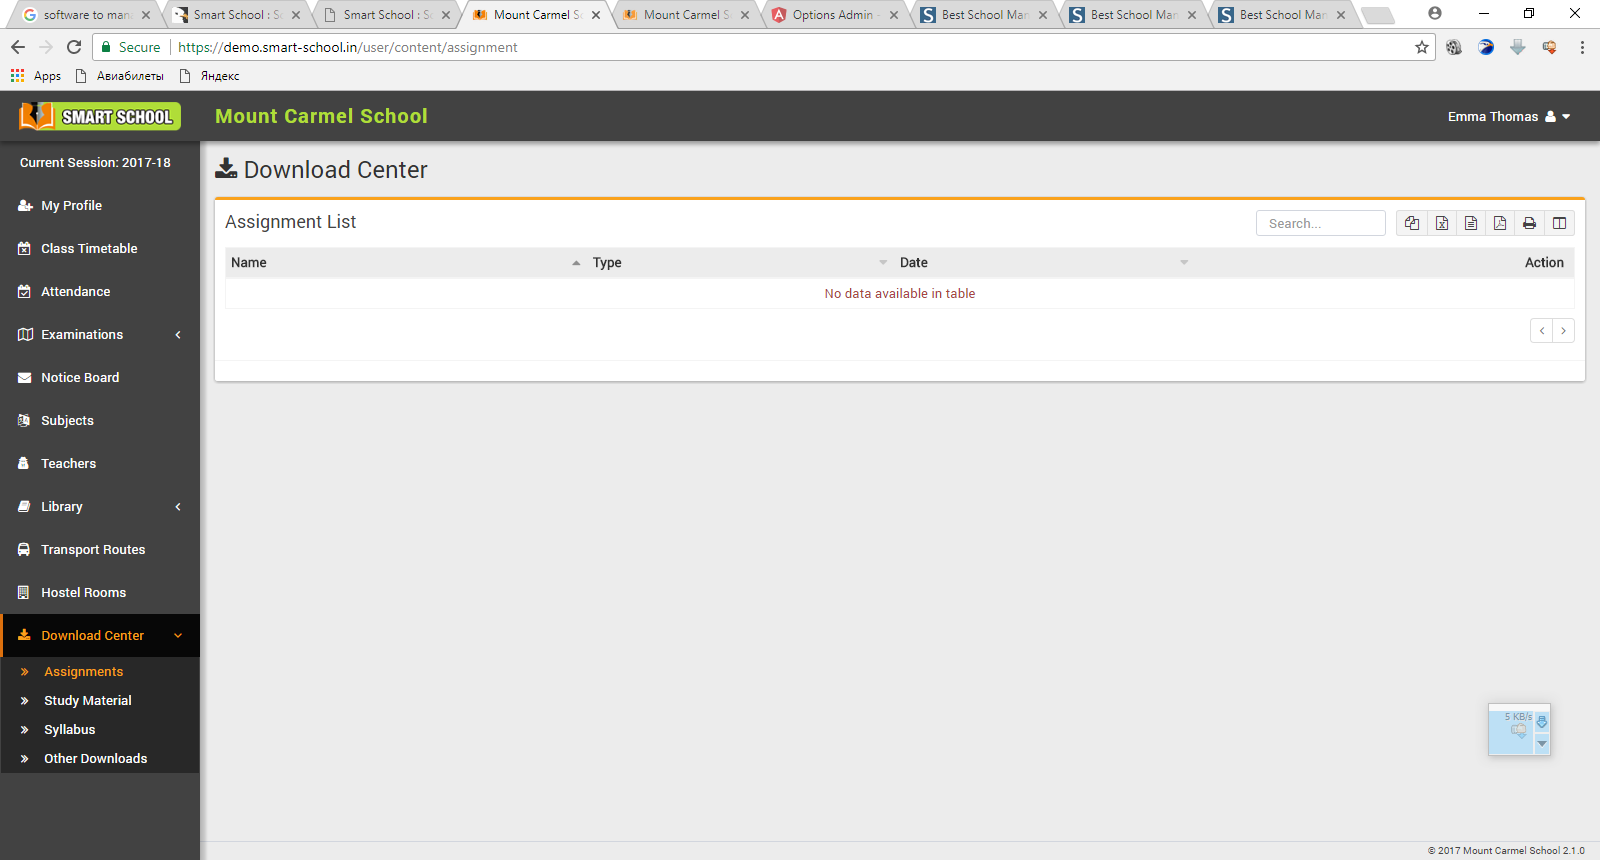 software to mana
Smart School : S
Smart School : S
Mount Carmel S
Mount Carmel S
Options Admin -
Best School Man
Best School Man
Best School Man
Secure
https://demo.smart-school.in/user/content/assignment
Apps
Авиабилеты
Яндекс
SMART SCHOOL
Mount Carmel School
Emma Thomas
Current Session: 2017-18
My Profile
Class Timetable
Attendance
Examinations
Notice Board
Subjects
Teachers
Library
Transport Routes
Hostel Rooms
Download Center
Assignments
Study Material
Syllabus
Other Downloads
Download Center
Assignment List
Search...
Name Type Date Action
No data available in table
5 KB/s
© 2017 Mount Carmel School 2.1.0